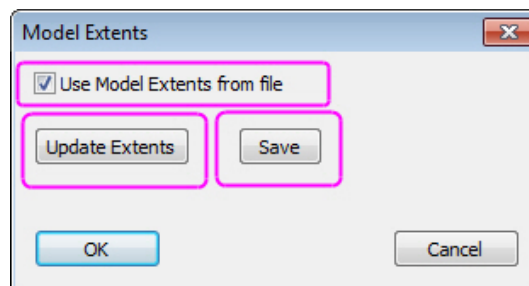 Model Extents
Use Model Extents from file
Update Extents Save
OK Cancel